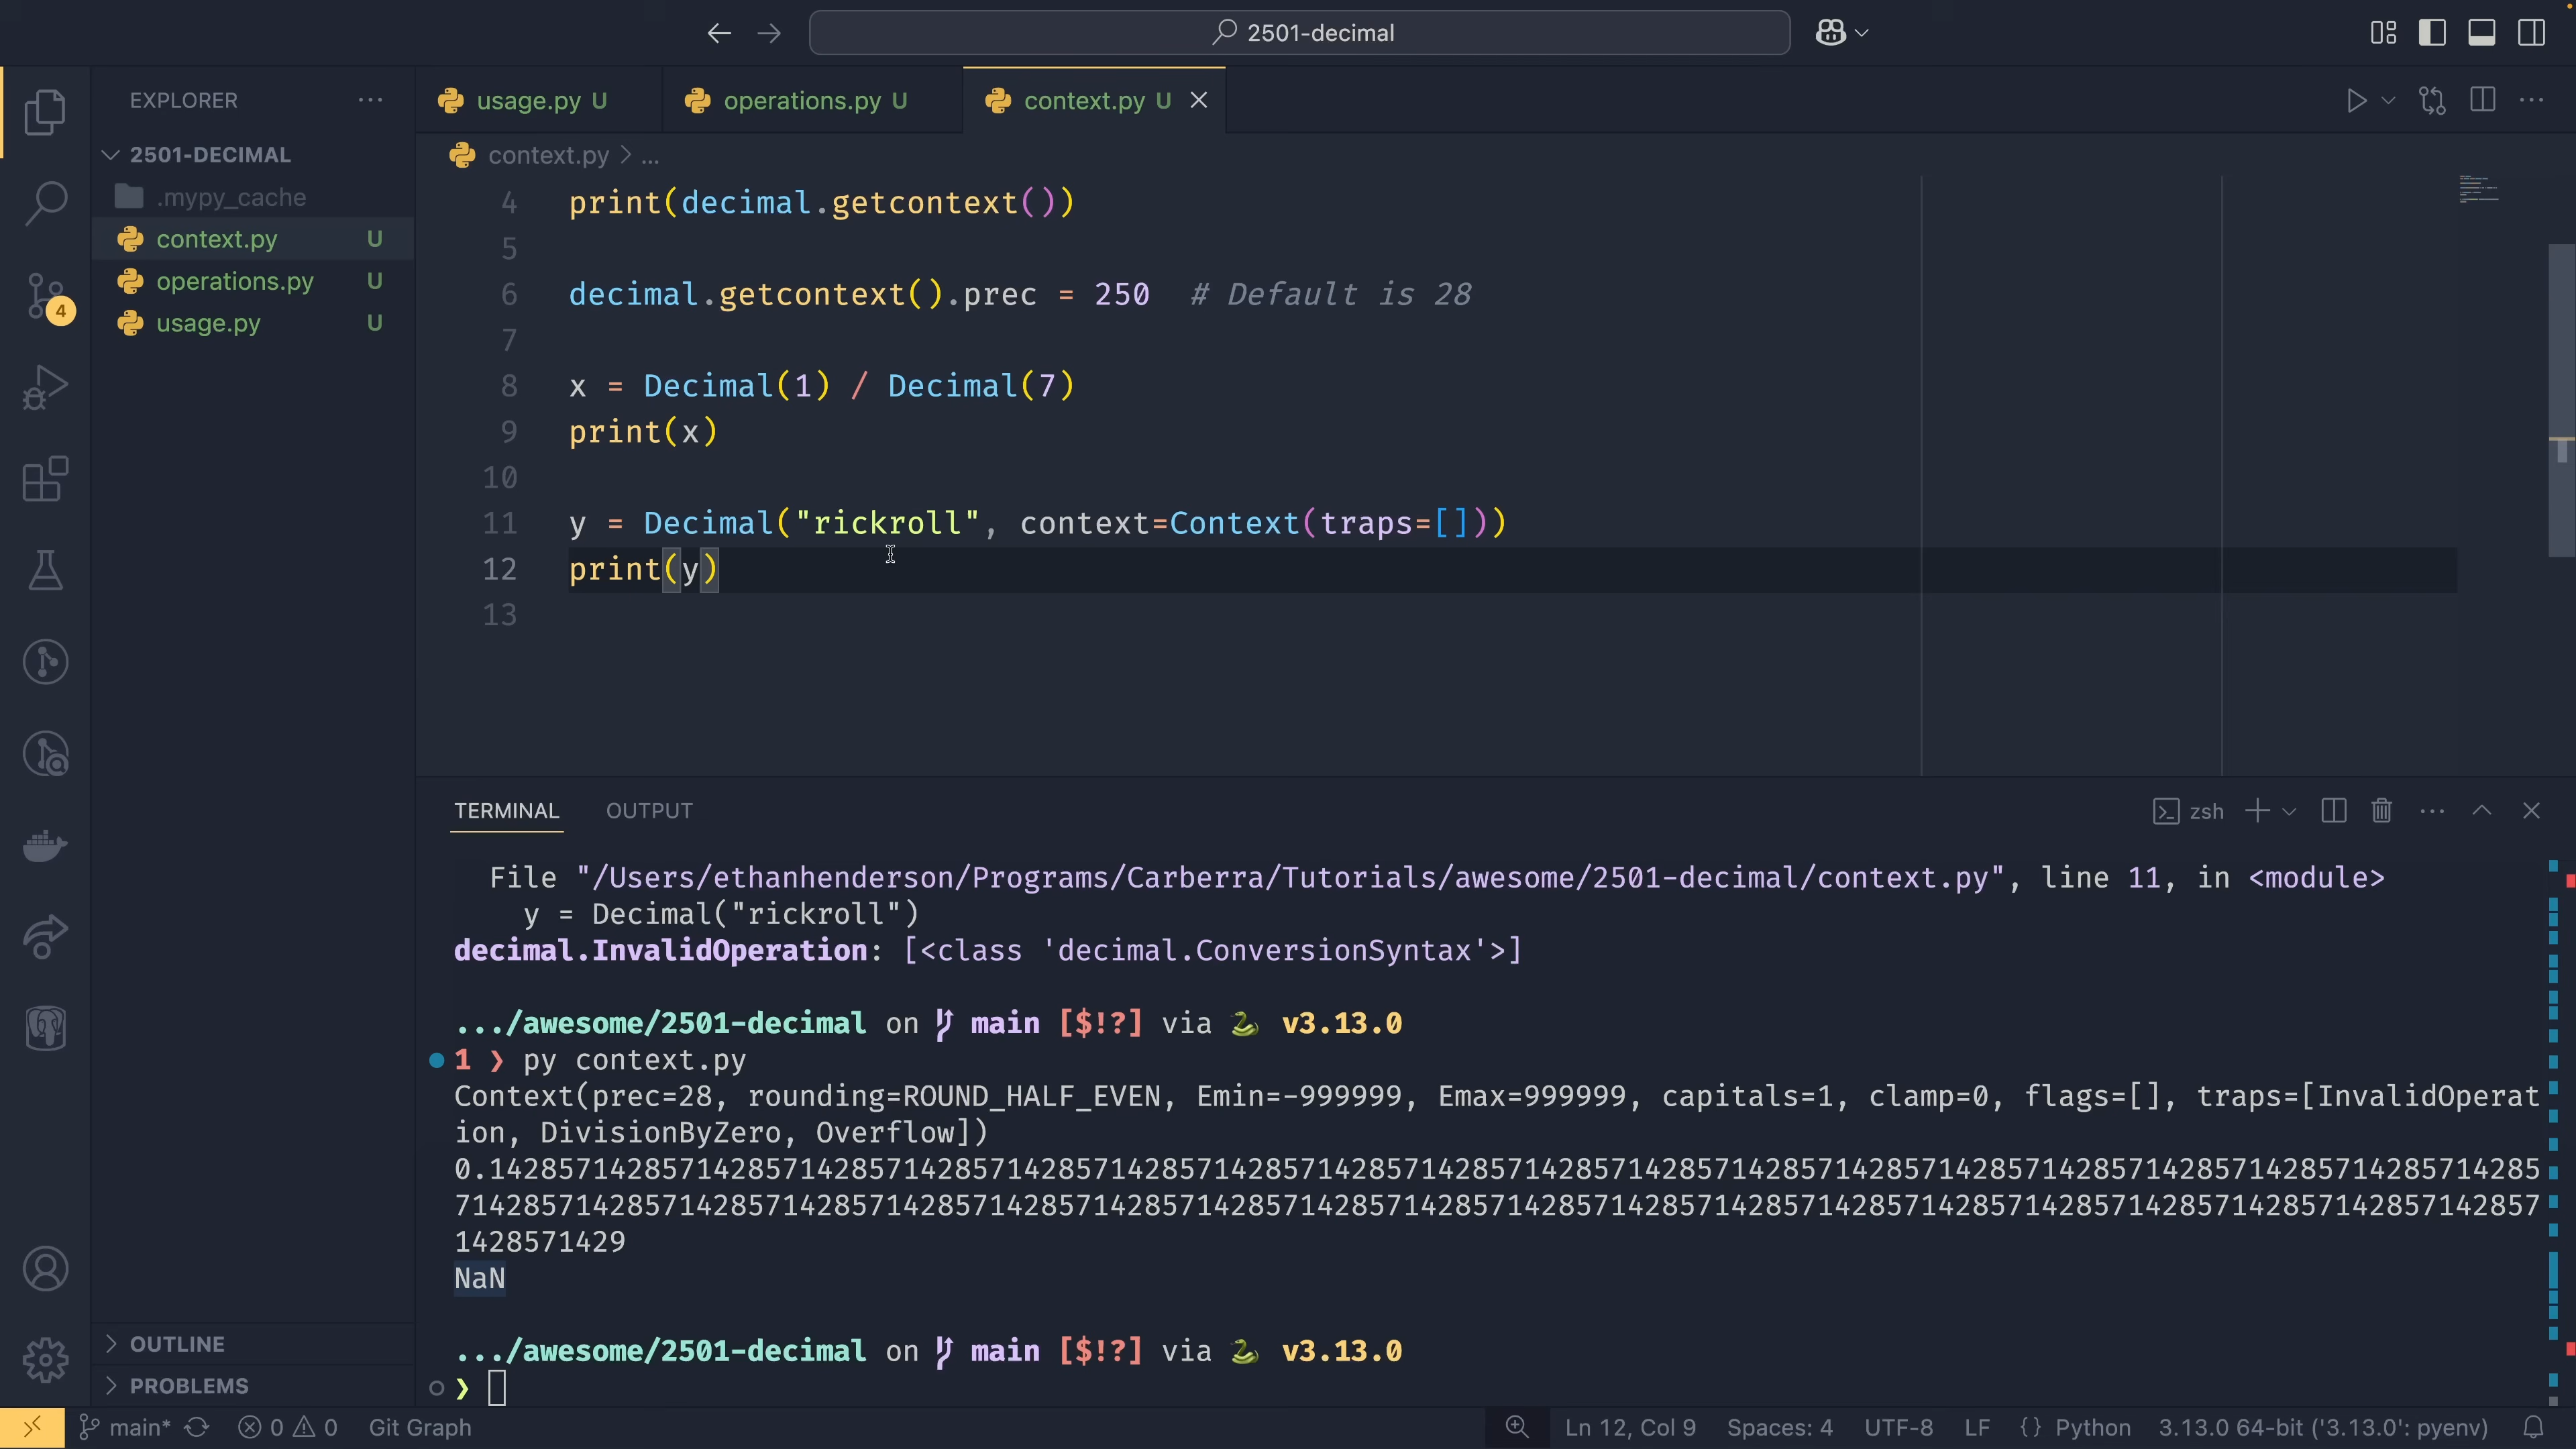 2501-decimal
EXPLORER
usage.py U
operations.py U
context.py U
2501-DECIMAL
.mypy_cache
context.py U
operations.py U
usage.py U
4
OUTLINE
PROBLEMS
context.py > ...
4 print(decimal.getcontext())
5
6 decimal.getcontext().prec = 250  # Default is 28
7
8 x = Decimal(1) / Decimal(7)
9 print(x)
10
11 y = Decimal("rickroll", context=Context(traps=[]))
12 print(y)
13
TERMINAL OUTPUT
zsh
File "/Users/ethanhenderson/Programs/Carberra/Tutorials/awesome/2501-decimal/context.py", line 11, in <module>
y = Decimal("rickroll")
decimal.InvalidOperation: [<class 'decimal.ConversionSyntax'>]
.../awesome/2501-decimal on main [$!?] via 🐍 v3.13.0
1 ❯ py context.py
Context(prec=28, rounding=ROUND_HALF_EVEN, Emin=-999999, Emax=999999, capitals=1, clamp=0, flags=[], traps=[InvalidOperat
ion, DivisionByZero, Overflow])
0.14285714285714285714285714285714285714285714285714285714285714285714285714285714285714285714285714285714285714285714285
7142857142857142857142857142857142857142857142857142857142857142857142857142857142857142857142857142857142857142857142857
1428571429
NaN
.../awesome/2501-decimal on main [$!?] via 🐍 v3.13.0
❯
main* 0 0 Git Graph
Ln 12, Col 9 Spaces: 4 UTF-8 LF {} Python 3.13.0 64-bit ('3.13.0': pyenv)